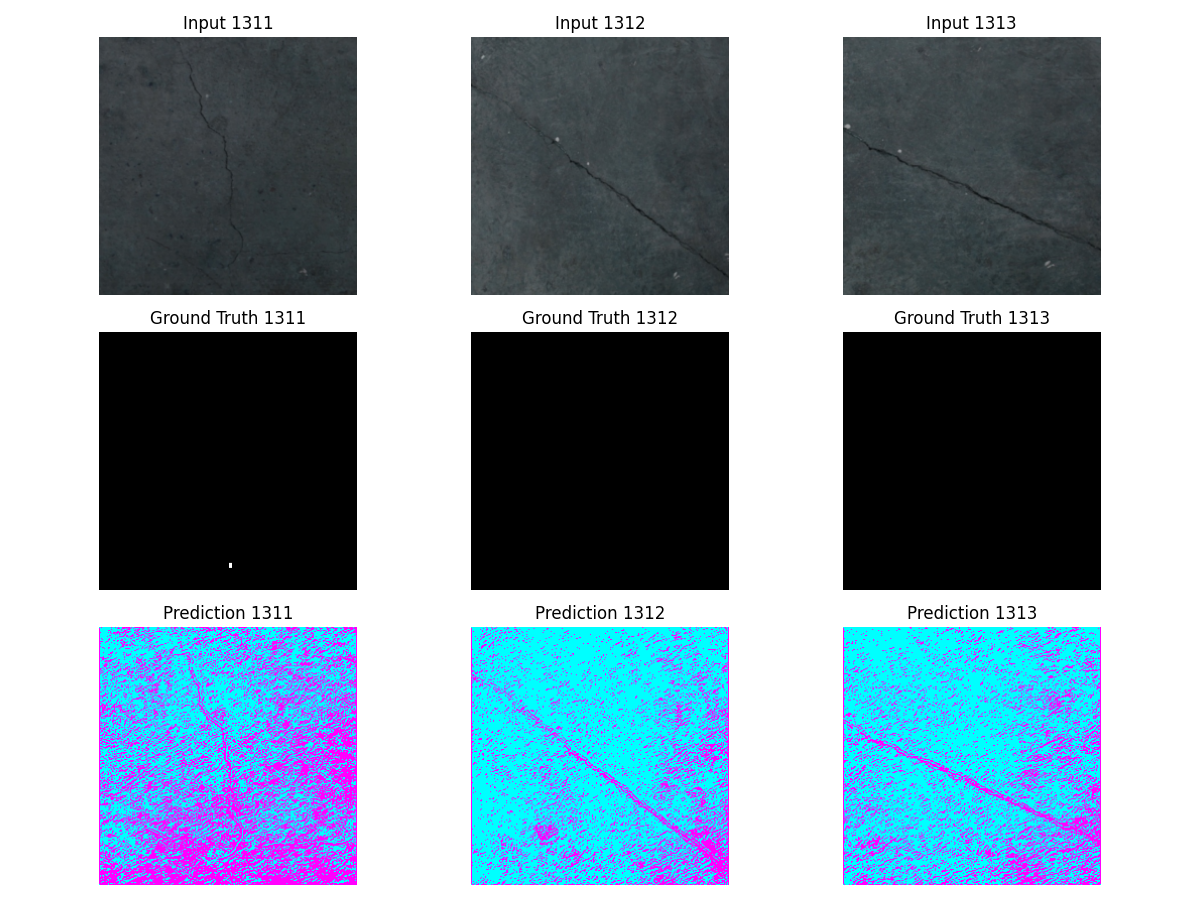 Input 1311
Input 1312
Input 1313
Ground Truth 1311
Ground Truth 1312
Ground Truth 1313
Prediction 1311
Prediction 1312
Prediction 1313